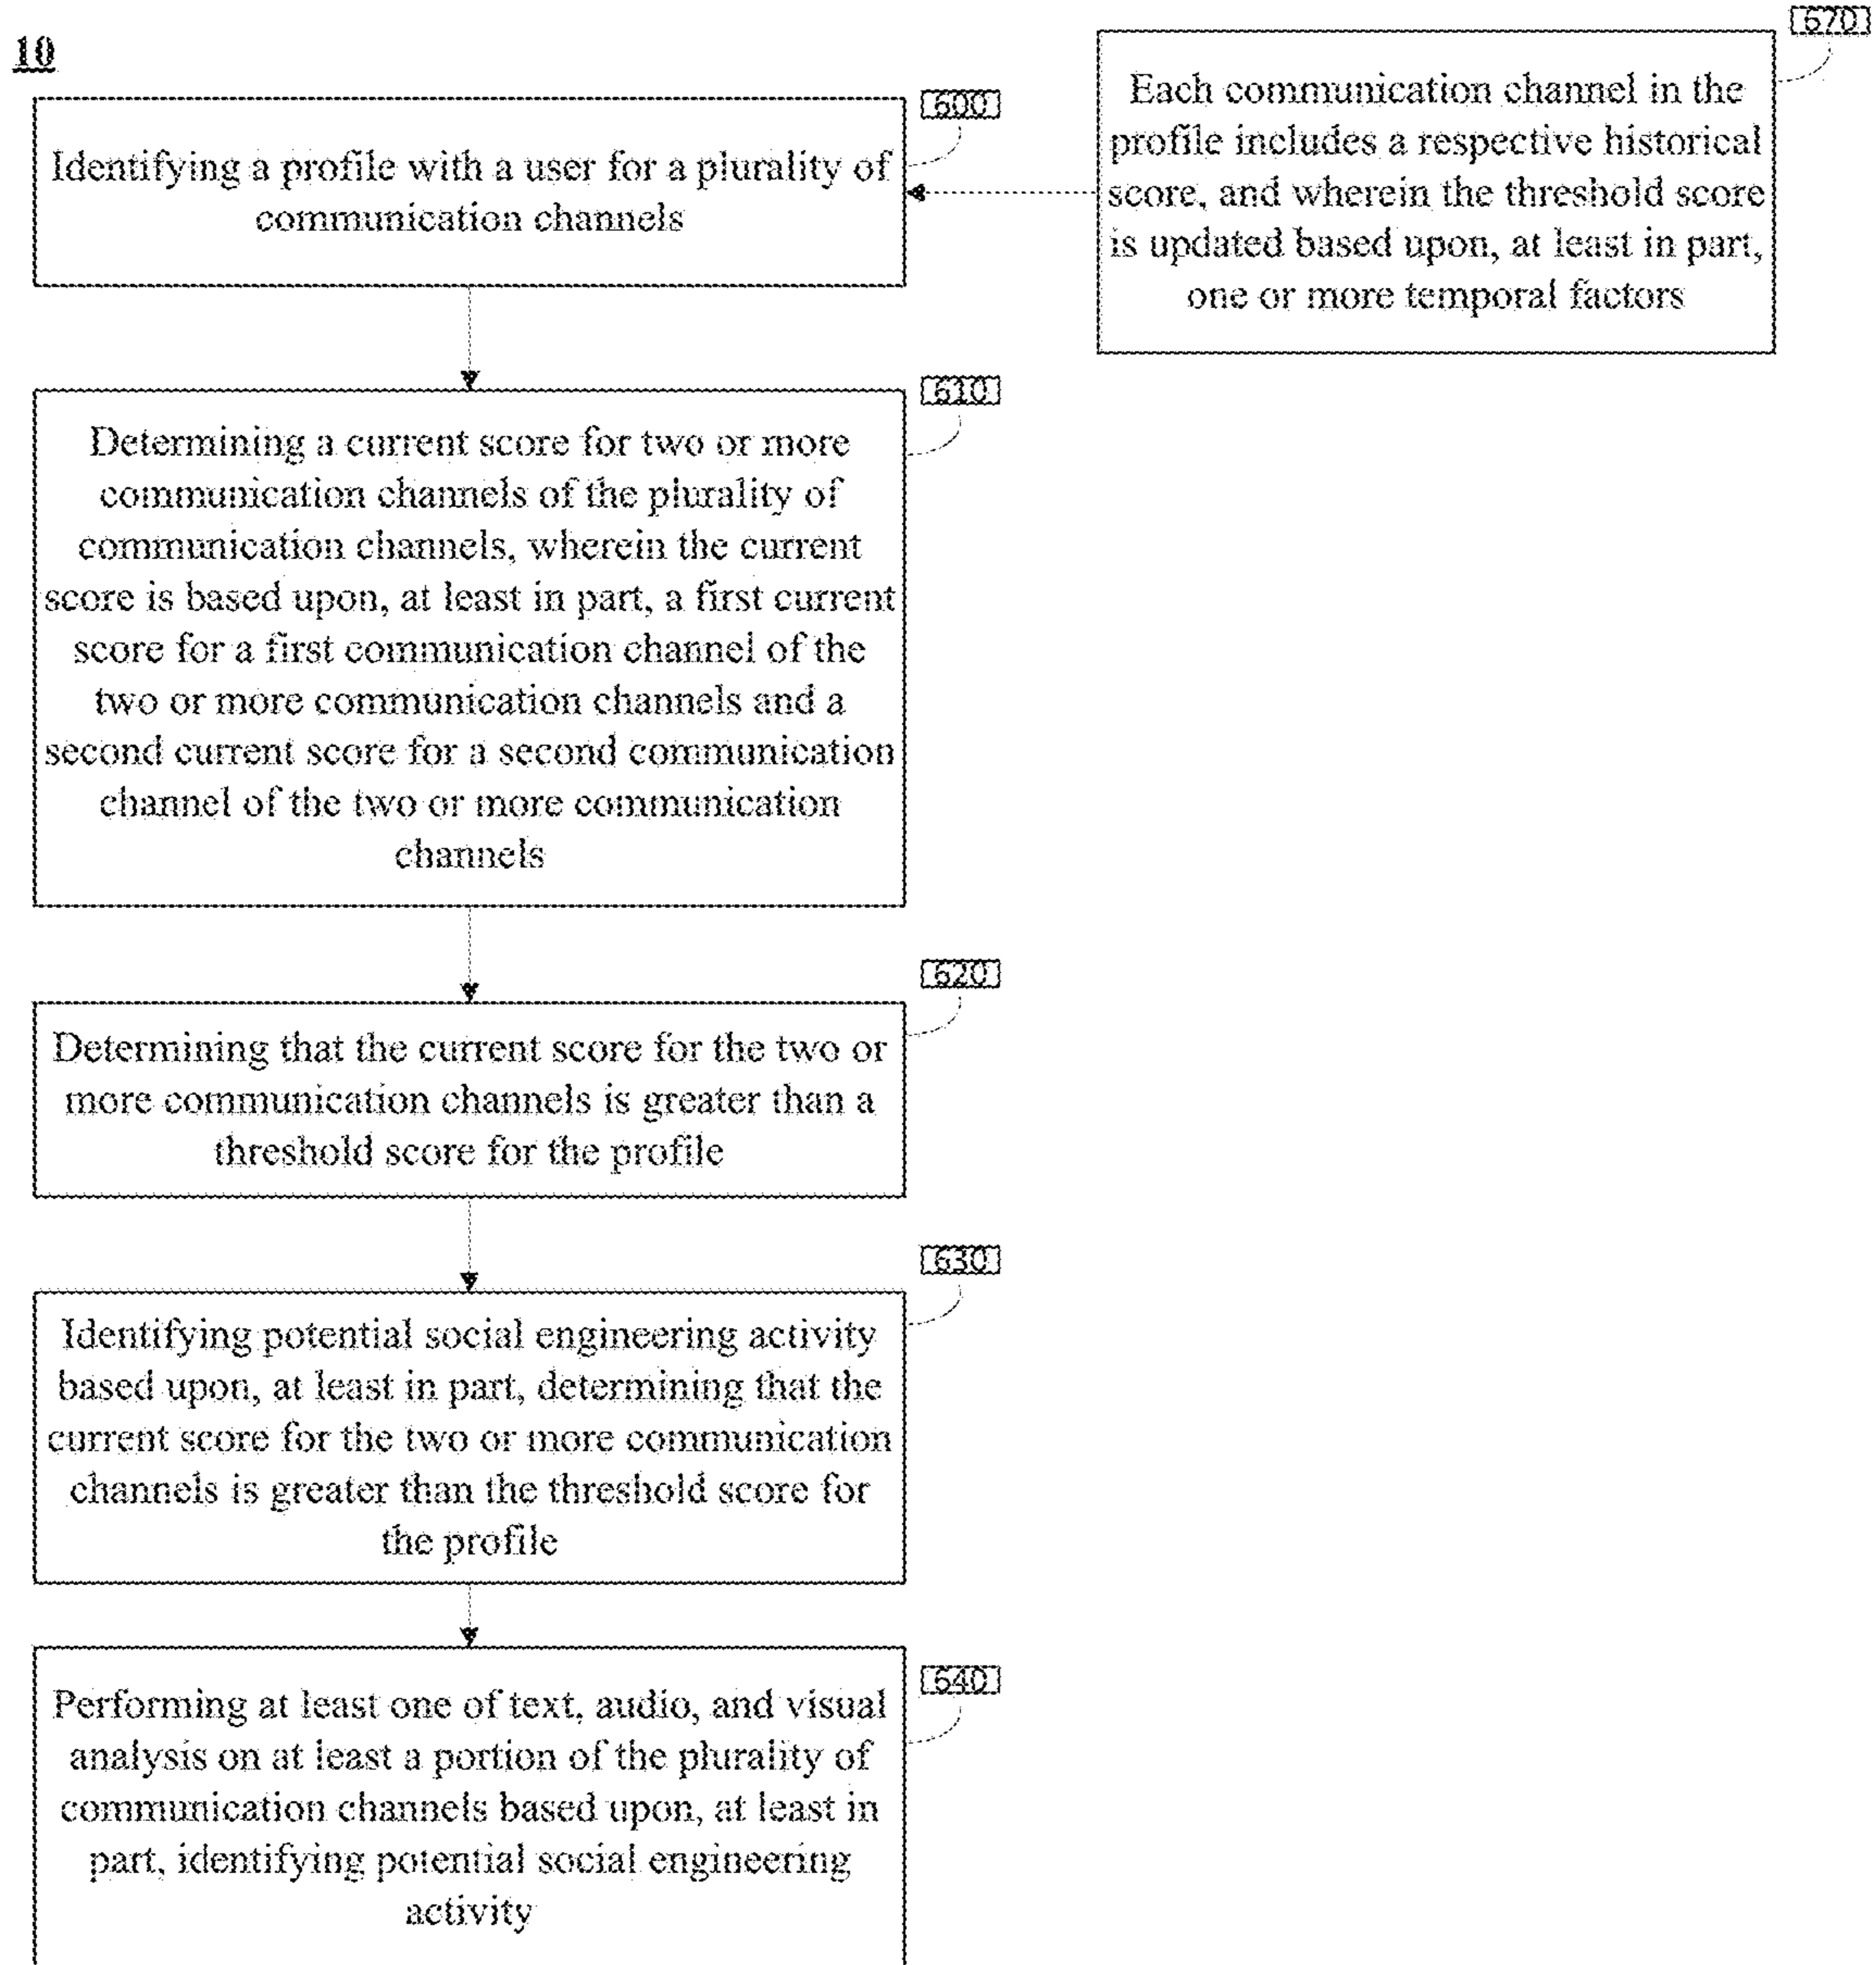 10
600
Identifying a profile with a user for a plurality of
communication channels
670
Each communication channel in the
profile includes a respective historical
score, and wherein the threshold score
is updated based upon, at least in part,
one or more temporal factors
610
Determining a current score for two or more
communication channels of the plurality of
communication channels, wherein the current
score is based upon, at least in part, a first current
score for a first communication channel of the
two or more communication channels and a
second current score for a second communication
channel of the two or more communication
channels
620
Determining that the current score for the two or
more communication channels is greater than a
threshold score for the profile
630
Identifying potential social engineering activity
based upon, at least in part, determining that the
current score for the two or more communication
channels is greater than the threshold score for
the profile
640
Performing at least one of text, audio, and visual
analysis on at least a portion of the plurality of
communication channels based upon, at least in
part, identifying potential social engineering
activity